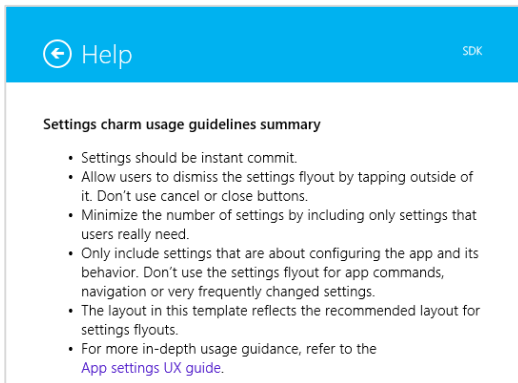 Help
SDK
Settings charm usage guidelines summary
• Settings should be instant commit.
• Allow users to dismiss the settings flyout by tapping outside of
it. Don't use cancel or close buttons.
• Minimize the number of settings by including only settings that
users really need.
• Only include settings that are about configuring the app and its
behavior. Don't use the settings flyout for app commands,
navigation or very frequently changed settings.
• The layout in this template reflects the recommended layout for
settings flyouts.
• For more in-depth usage guidance, refer to the
App settings UX guide.